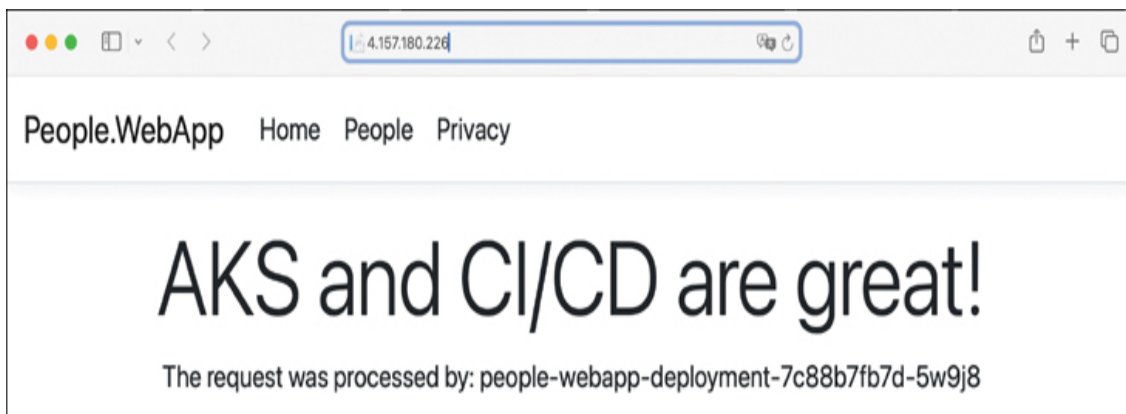 4.157.180.226
People.WebApp Home People Privacy
AKS and CI/CD are great!
The request was processed by: people-webapp-deployment-7c88b7fb7d-5w9j8